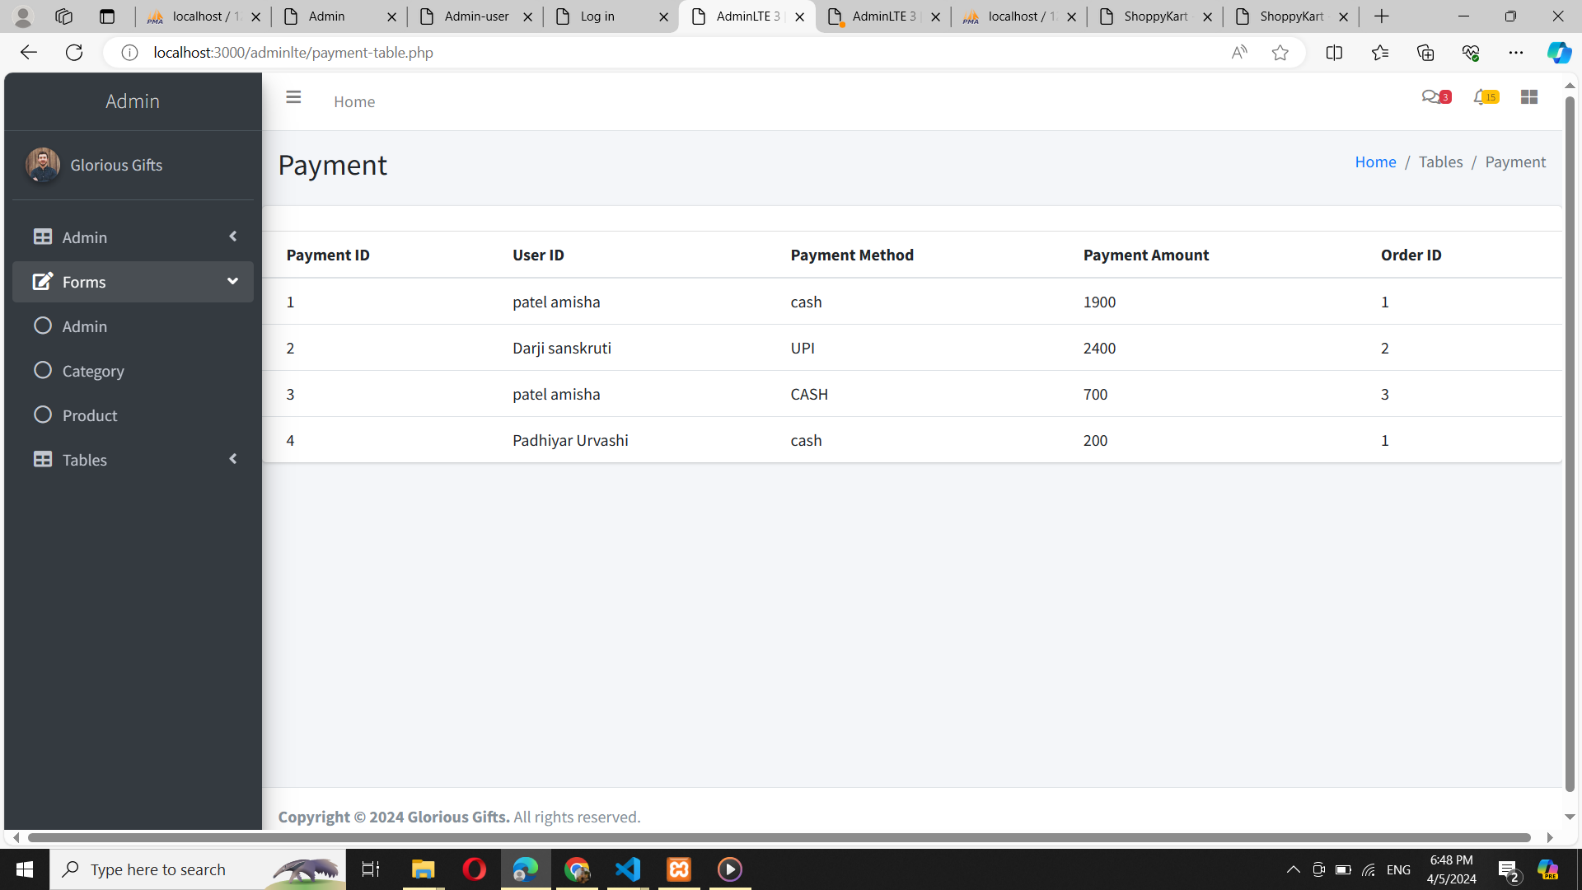 localhost / 1
Admin
Admin-user
Log in
AdminLTE 3
AdminLTE 3
localhost / 1
ShoppyKart
ShoppyKart
localhost:3000/adminlte/payment-table.php
Admin
Home
3
15
Glorious Gifts
Payment
Home / Tables / Payment
Admin
Forms
Admin
Category
Product
Tables
Payment ID User ID Payment Method Payment Amount Order ID
1 patel amisha cash 1900 1
2 Darji sanskruti UPI 2400 2
3 patel amisha CASH 700 3
4 Padhiyar Urvashi cash 200 1
Copyright © 2024 Glorious Gifts. All rights reserved.
Type here to search
ENG
6:48 PM
4/5/2024
2
PRE